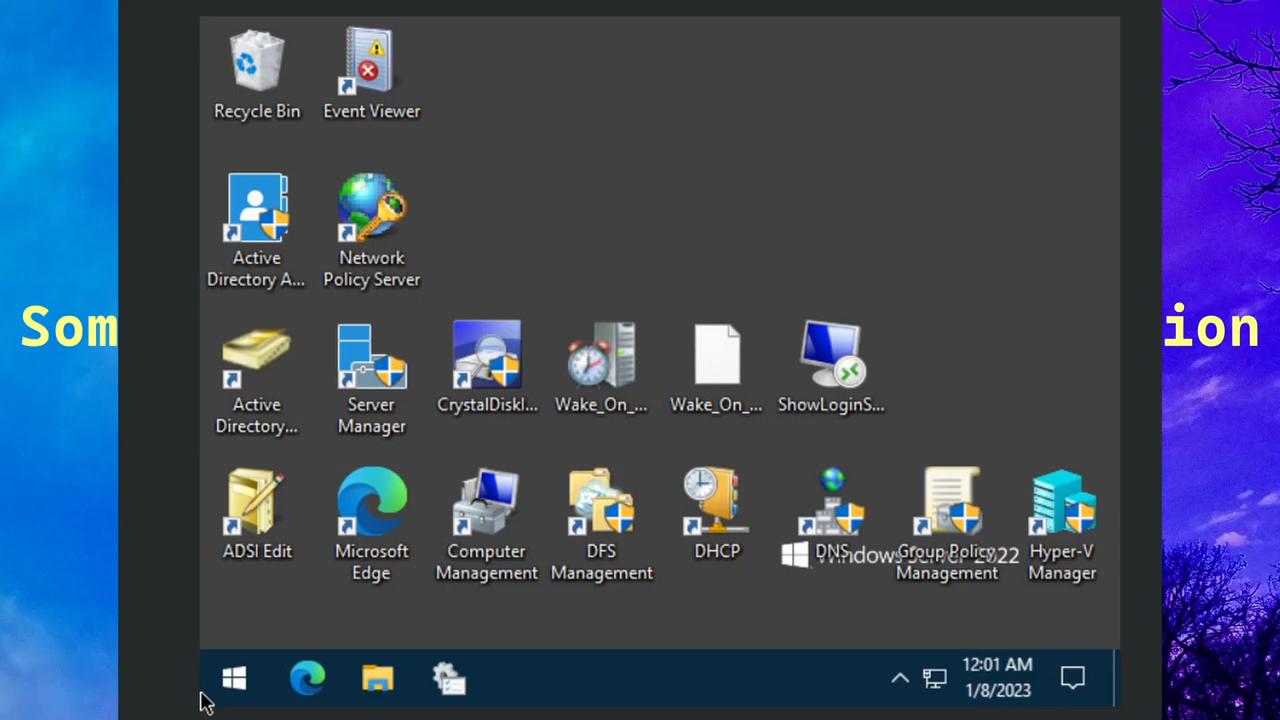 Recycle Bin
Event Viewer
Active
Directory A...
Network
Policy Server
Som
ion
Active
Directory...
Server
Manager
CrystalDiskI...
Wake_On_...
Wake_On_...
ShowLoginS...
ADSI Edit
Microsoft
Edge
Computer
Management
DFS
Management
DHCP
DNS
Group Policy
Management
Hyper-V
Manager
Windows Server 2022
12:01 AM
1/8/2023